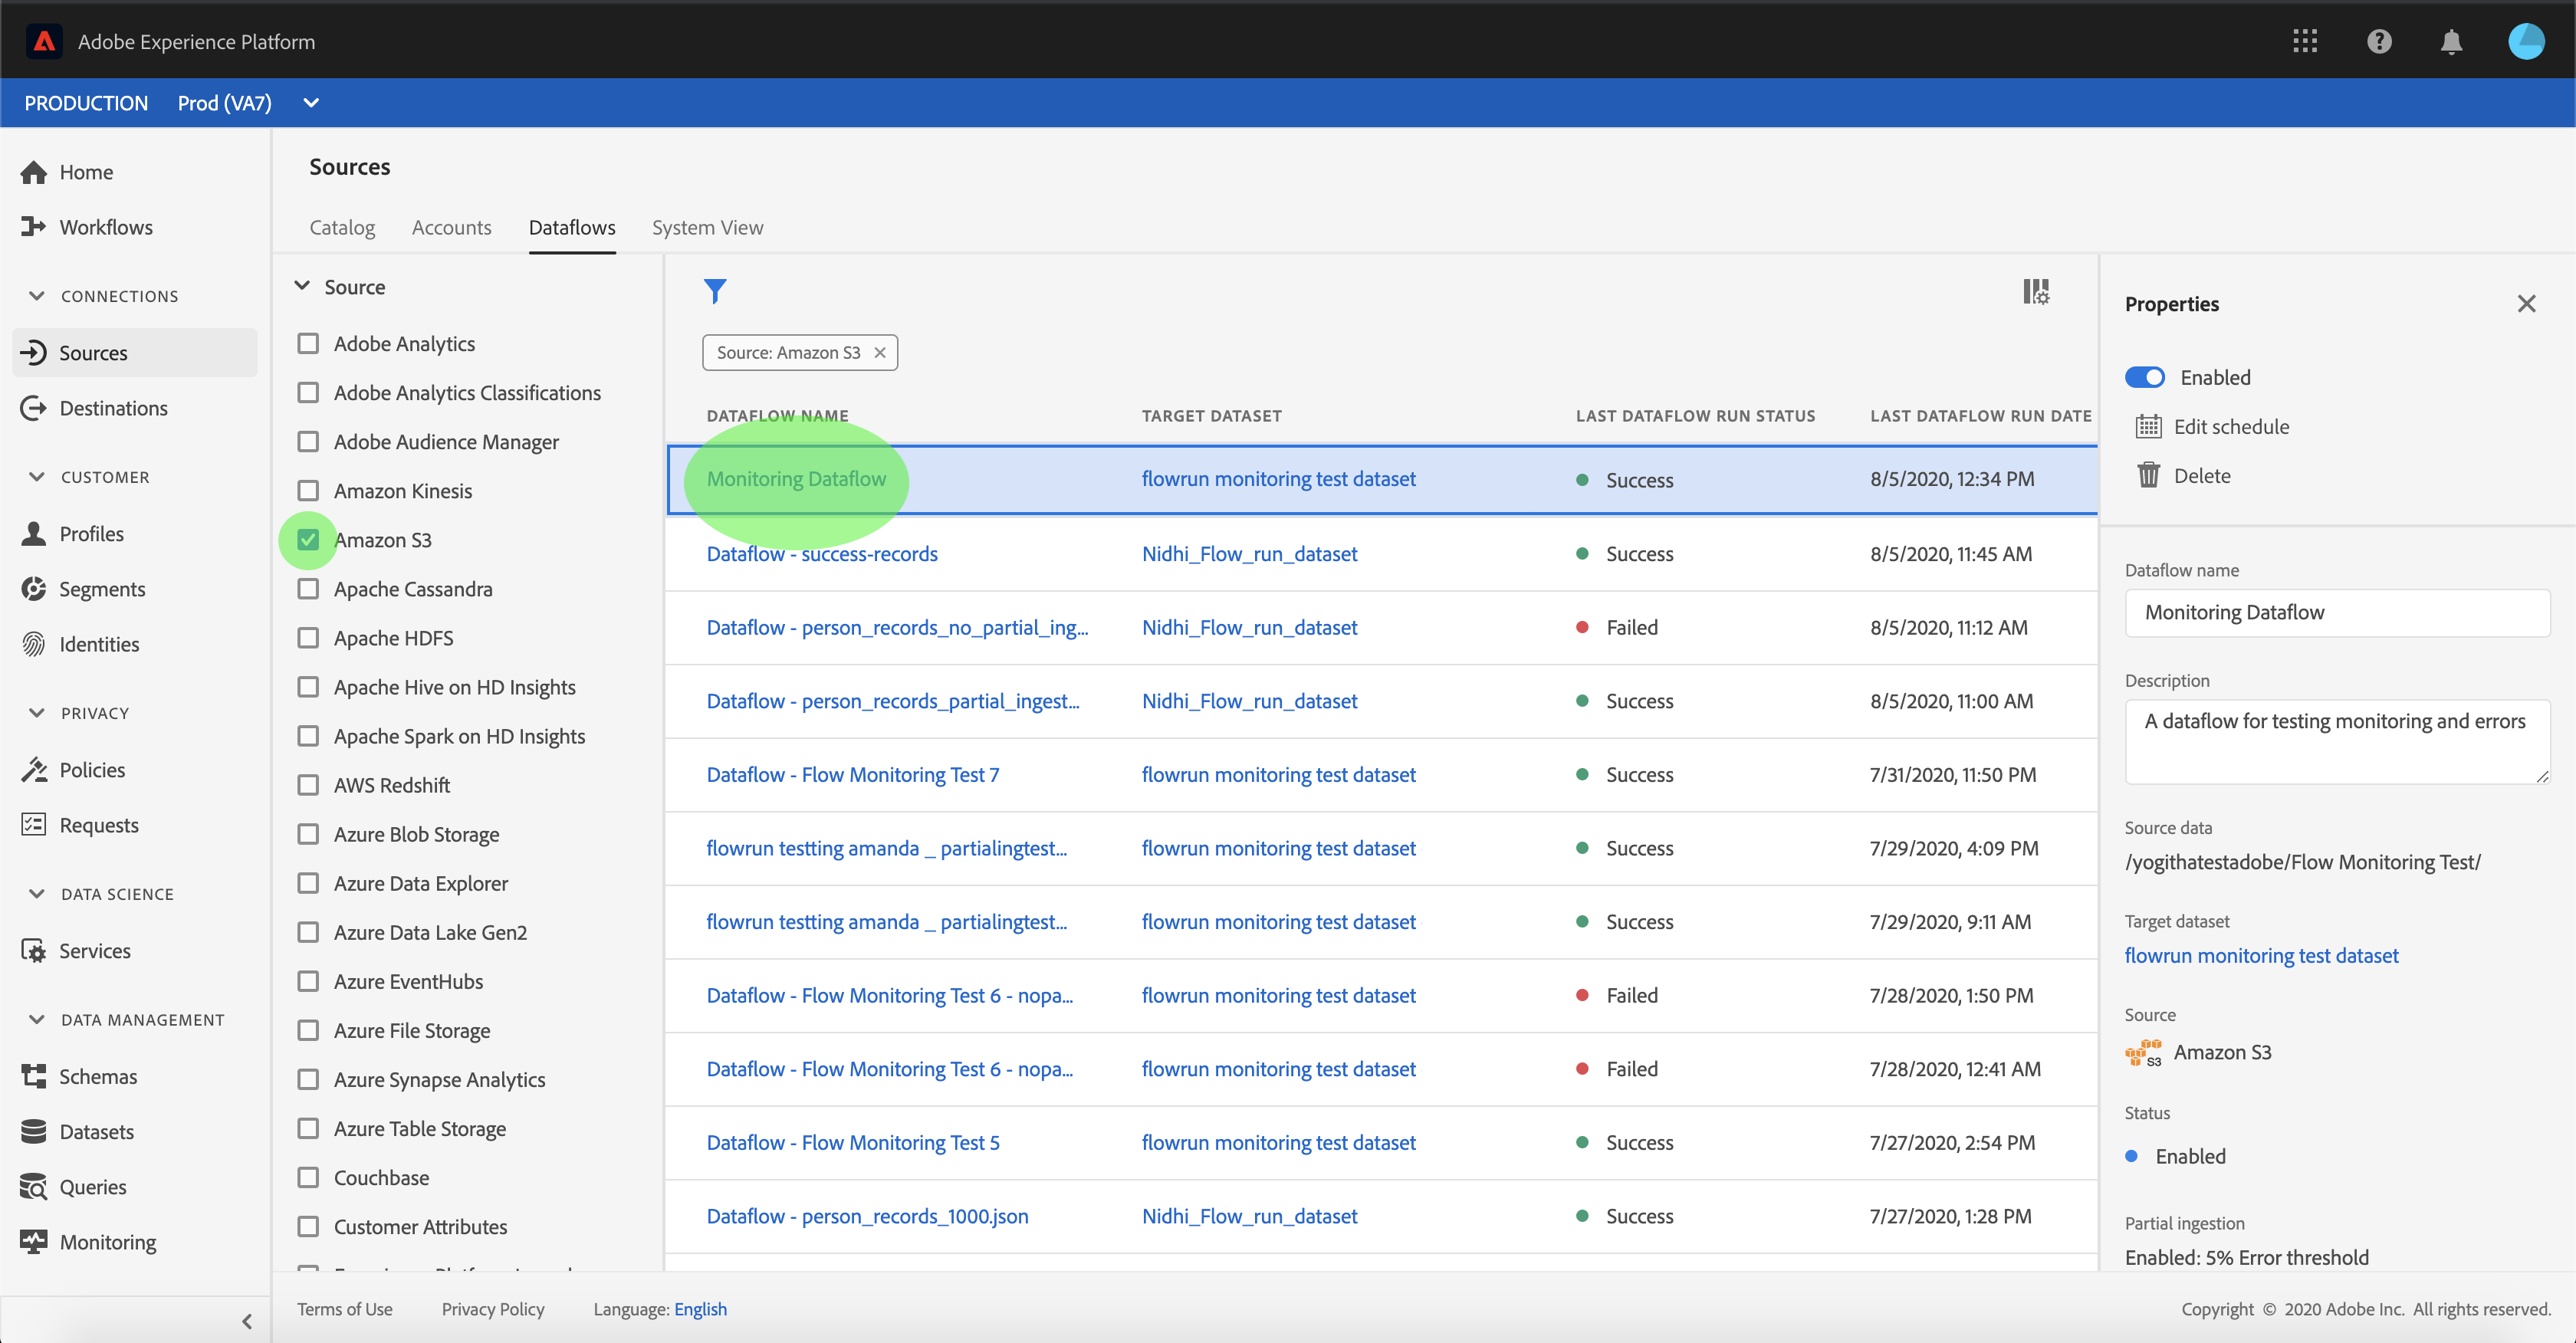 Adobe Experience Platform
PRODUCTION Prod (VA7)
Home
Workflows
CONNECTIONS
Sources
Destinations
CUSTOMER
Profiles
Segments
Identities
PRIVACY
Policies
Requests
DATA SCIENCE
Services
DATA MANAGEMENT
Schemas
Datasets
Queries
Monitoring
Sources
Catalog Accounts Dataflows System View
Source
Adobe Analytics
Adobe Analytics Classifications
Adobe Audience Manager
Amazon Kinesis
Amazon S3
Apache Cassandra
Apache HDFS
Apache Hive on HD Insights
Apache Spark on HD Insights
AWS Redshift
Azure Blob Storage
Azure Data Explorer
Azure Data Lake Gen2
Azure EventHubs
Azure File Storage
Azure Synapse Analytics
Azure Table Storage
Couchbase
Customer Attributes
Source: Amazon S3
DATAFLOW NAME TARGET DATASET LAST DATAFLOW RUN STATUS LAST DATAFLOW RUN DATE
Monitoring Dataflow flowrun monitoring test dataset Success 8/5/2020, 12:34 PM
Dataflow - success-records Nidhi_Flow_run_dataset Success 8/5/2020, 11:45 AM
Dataflow - person_records_no_partial_ing... Nidhi_Flow_run_dataset Failed 8/5/2020, 11:12 AM
Dataflow - person_records_partial_ingest... Nidhi_Flow_run_dataset Success 8/5/2020, 11:00 AM
Dataflow - Flow Monitoring Test 7 flowrun monitoring test dataset Success 7/31/2020, 11:50 PM
flowrun testting amanda _ partialingtest... flowrun monitoring test dataset Success 7/29/2020, 4:09 PM
flowrun testting amanda _ partialingtest... flowrun monitoring test dataset Success 7/29/2020, 9:11 AM
Dataflow - Flow Monitoring Test 6 - nopa... flowrun monitoring test dataset Failed 7/28/2020, 1:50 PM
Dataflow - Flow Monitoring Test 6 - nopa... flowrun monitoring test dataset Failed 7/28/2020, 12:41 AM
Dataflow - Flow Monitoring Test 5 flowrun monitoring test dataset Success 7/27/2020, 2:54 PM
Dataflow - person_records_1000.json Nidhi_Flow_run_dataset Success 7/27/2020, 1:28 PM
Properties
Enabled
Edit schedule
Delete
Dataflow name
Monitoring Dataflow
Description
A dataflow for testing monitoring and errors
Source data
/yogithatestadobe/Flow Monitoring Test/
Target dataset
flowrun monitoring test dataset
Source
S3 Amazon S3
Status
Enabled
Partial ingestion
Enabled: 5% Error threshold
Terms of Use Privacy Policy Language: English
Copyright © 2020 Adobe Inc. All rights reserved.